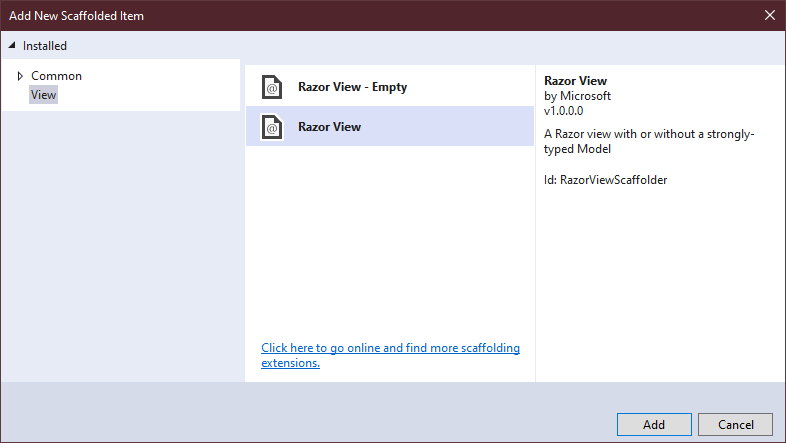 Add New Scaffolded Item
Installed
Common
View
Razor View - Empty
Razor View
Click here to go online and find more scaffolding
extensions.
Razor View
by Microsoft
v1.0.0.0
A Razor view with or without a strongly-
typed Model
Id: RazorViewScaffolder
Add
Cancel